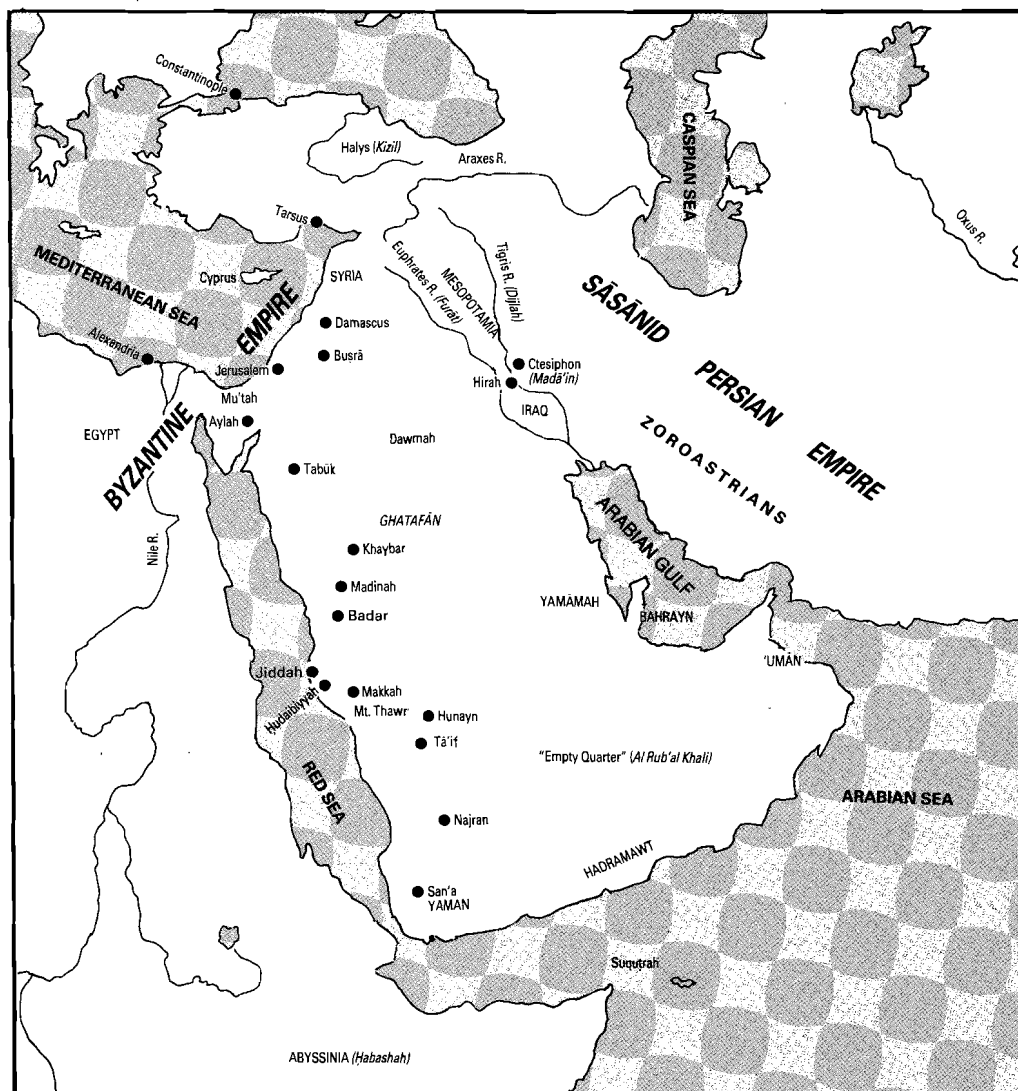 Constantinople
Halys (Kizil)
Araxes R.
CASPIAN SEA
Oxus R.
Tarsus
MEDITERRANEAN SEA
Cyprus
SYRIA
Euphrates R. (Furāt)
MESOPOTAMIA
Tigris R. (Dijlah)
SĀSĀNID PERSIAN EMPIRE
ZOROASTRIANS
BYZANTINE EMPIRE
Damascus
Alexandria
Busrā
Jerusalem
Ctesiphon
(Madā'in)
Hirah
IRAQ
Mu'tah
Aylah
EGYPT
Dawmah
Tabūk
Nile R.
GHATAFĀN
ARABIAN GULF
Khaybar
Madinah
YAMĀMAH
BAHRAYN
Badar
'UMĀN
Jiddah
Ḥudaibiyyah
Makkah
Mt. Thawr
Hunayn
Tā'if
"Empty Quarter" (Al Rub'al Khali)
RED SEA
ARABIAN SEA
Najran
HADRAMAWT
San'a
YAMAN
Suquṭrah
ABYSSINIA (Ḥabashah)